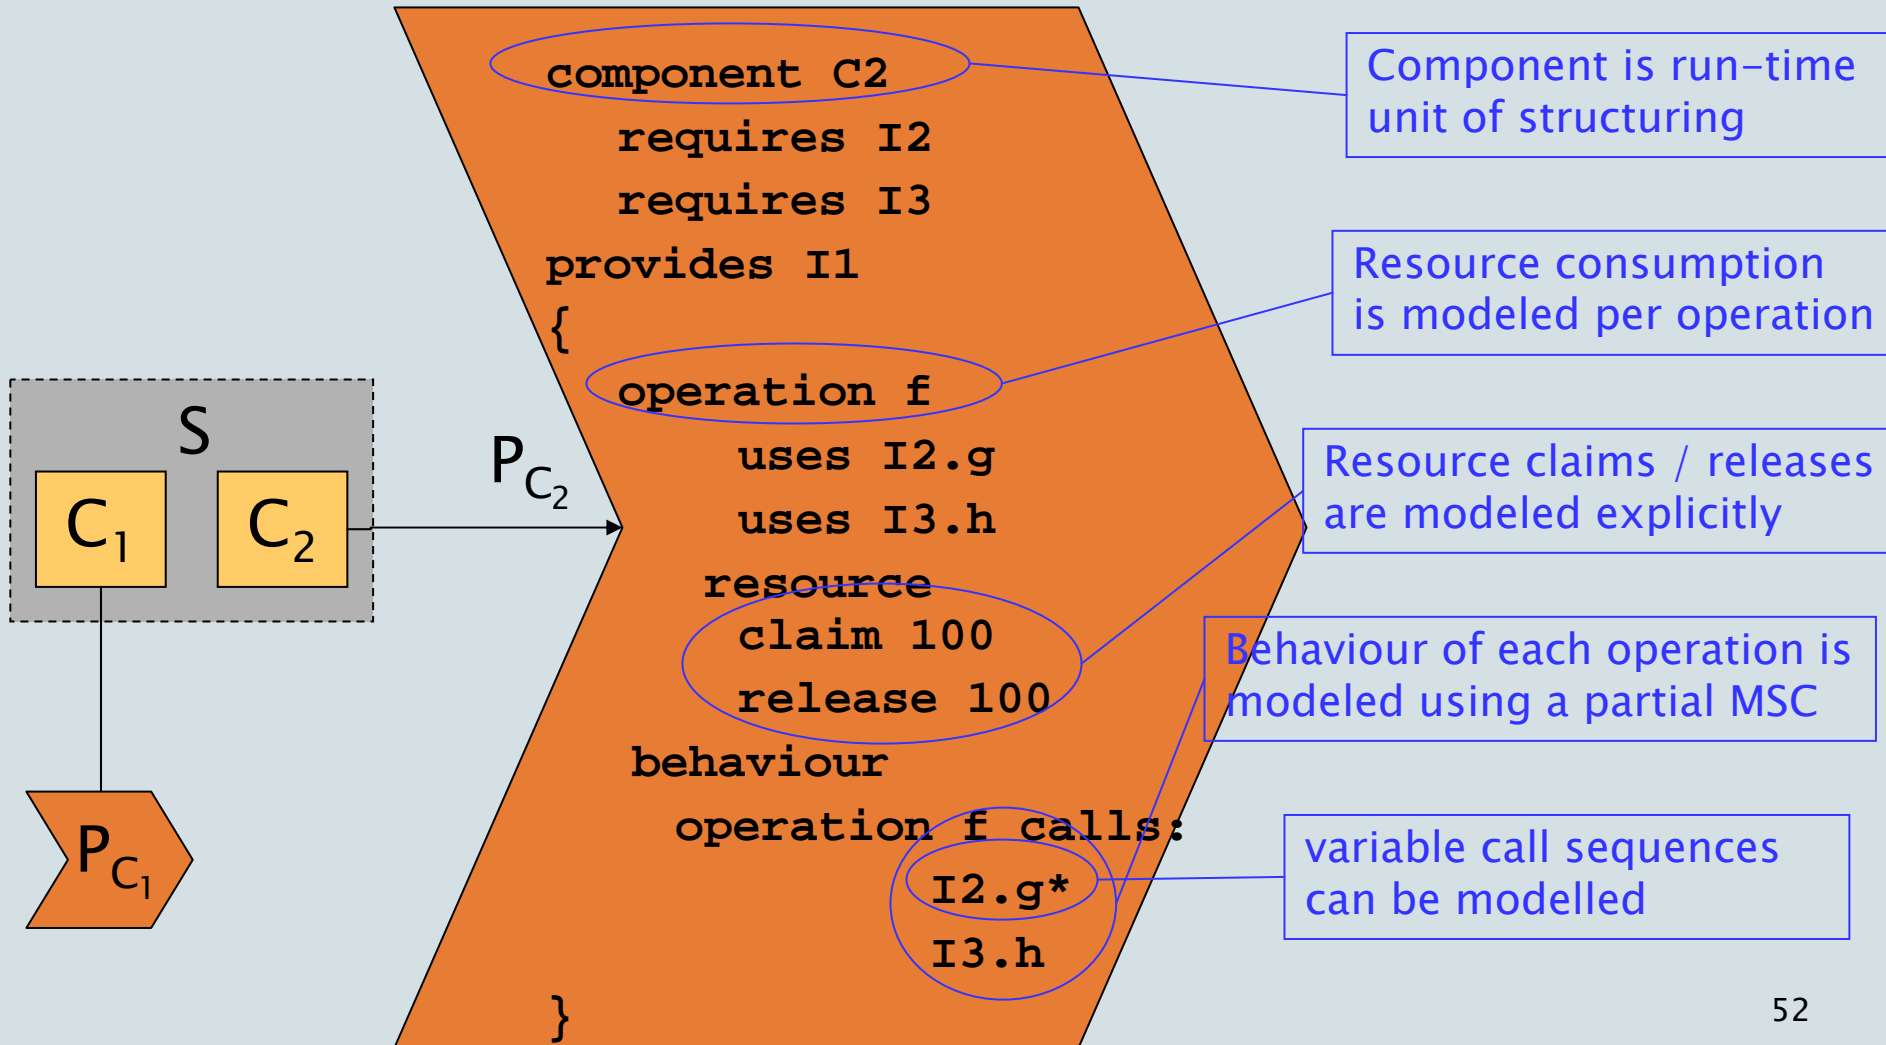 component C2
requires I2
requires I3
provides I1
{
operation f
uses I2.g
uses I3.h
resource
claim 100
release 100
behaviour
operation f calls:
I2.g*
I3.h
}
S
C1
C2
PC2
PC1
Component is run-time
unit of structuring
Resource consumption
is modeled per operation
Resource claims / releases
are modeled explicitly
Behaviour of each operation is
modeled using a partial MSC
variable call sequences
can be modelled
52